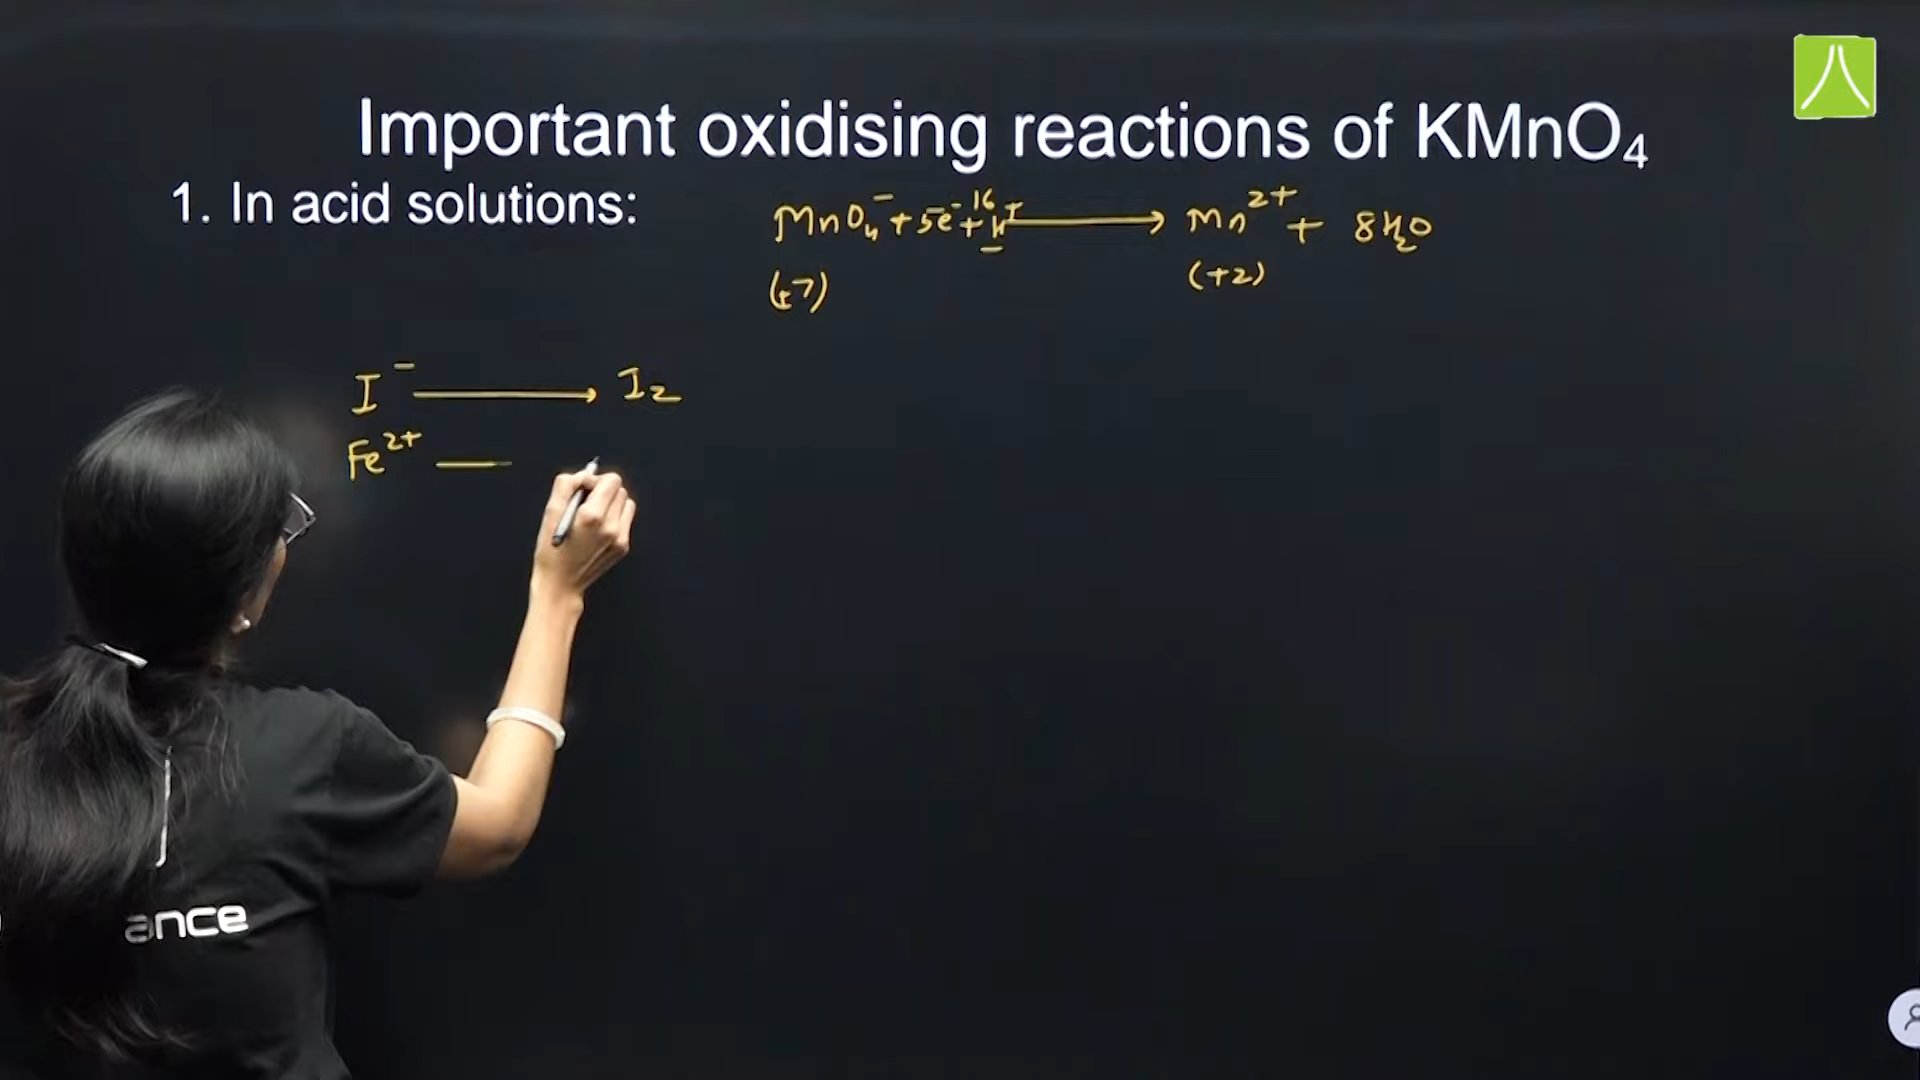 Important oxidising reactions of KMnO₄
1. In acid solutions:
MnO₄⁻ + 5e⁻ + 16H⁺ ⟶ Mn²⁺ + 8H₂O
(+7) (+2)
I⁻ ⟶ I₂
Fe²⁺ —
ance